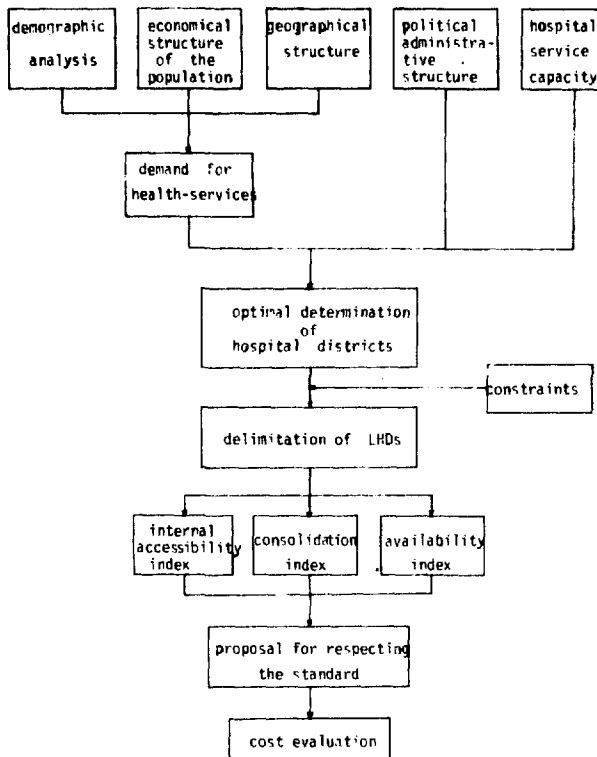 demographic
analysis
economical
structure
of the
population
geographical
structure
political
administra-
tive
structure
hospital
service
capacity
demand for
health-services
optimal determination
of
hospital districts
constraints
delimitation of LHDs
internal
accessibility
index
consolidation
index
availability
index
proposal for respecting
the standard
cost evaluation